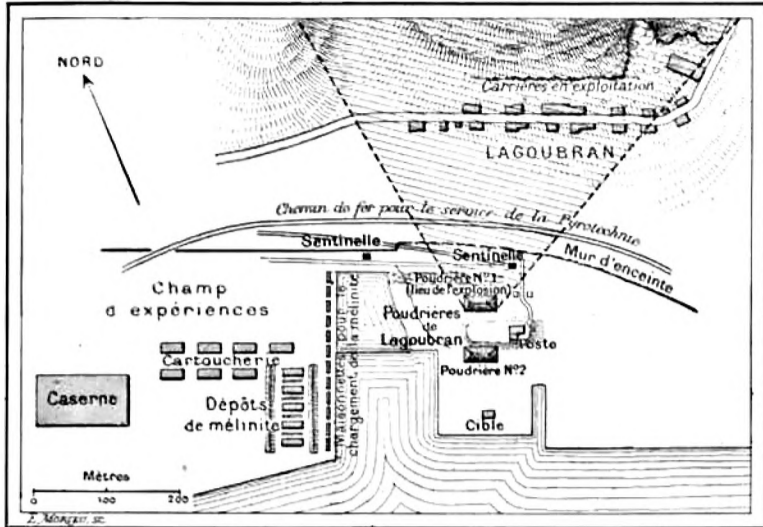 NORD
Carrières en exploitation
LAGOUBRAN
Chemin de fer pour le service de la Pyrotechnie
Sentinelle
Sentinelle
Mur d'enceinte
Champ
d'expériences
Poudrière Nº1
(lieu de l'explosion)
Poudrières
de
Lagoubran
Maisonnettes pour le
chargement de la mélinite
Cartoucherie
Poste
Poudrière Nº2
Caserne
Dépôts
de mélinite
Cible
Mètres
0 100 200